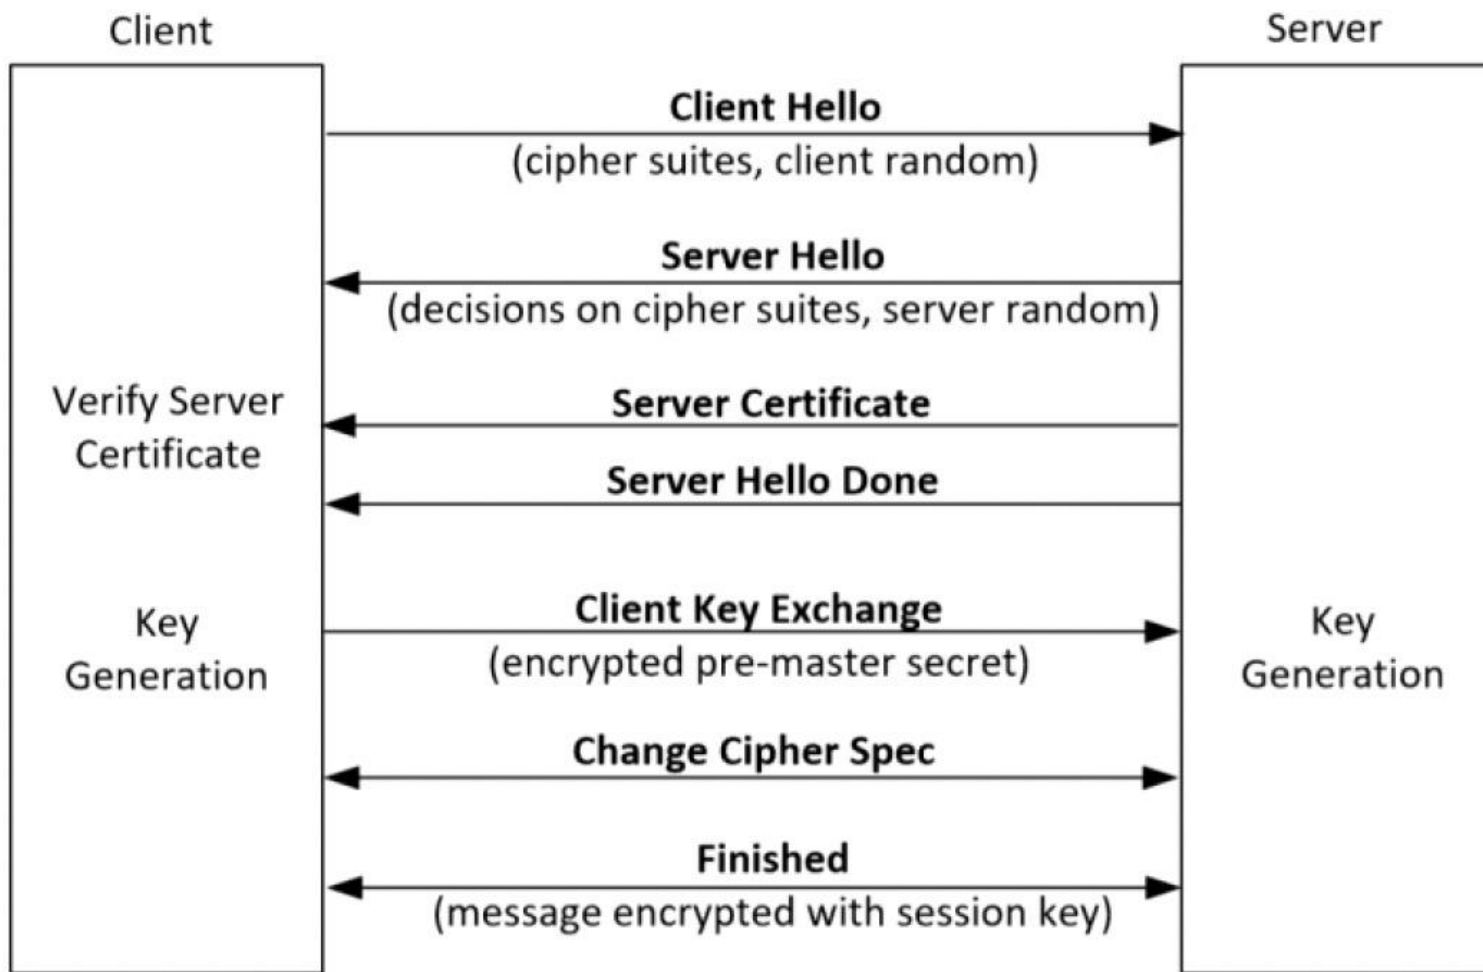 Client
Server
Client Hello
(cipher suites, client random)
Server Hello
(decisions on cipher suites, server random)
Verify Server
Certificate
Server Certificate
Server Hello Done
Key
Generation
Client Key Exchange
(encrypted pre-master secret)
Key
Generation
Change Cipher Spec
Finished
(message encrypted with session key)